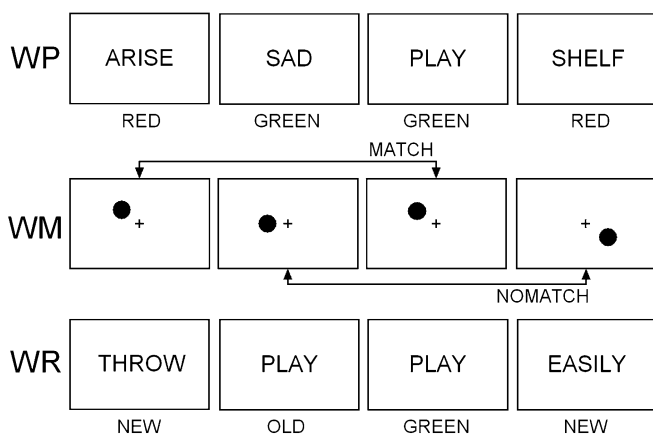 WP ARISE SAD PLAY SHELF
RED GREEN GREEN RED
MATCH
WM + + + +
NOMATCH
WR THROW PLAY PLAY EASILY
NEW OLD GREEN NEW